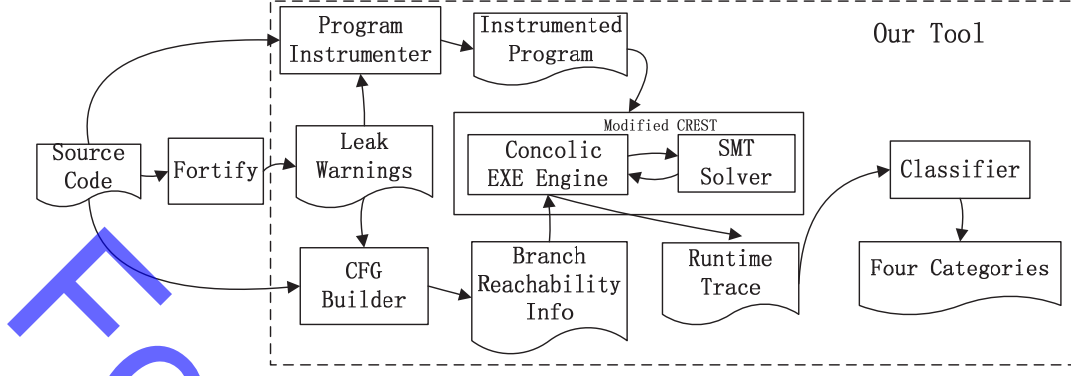 Program
Instrumenter
Instrumented
Program
Our Tool
Modified CREST
Source
Code
Fortify
Leak
Warnings
Concolic
EXE Engine
SMT
Solver
Classifier
CFG
Builder
Branch
Reachability
Info
Runtime
Trace
Four Categories